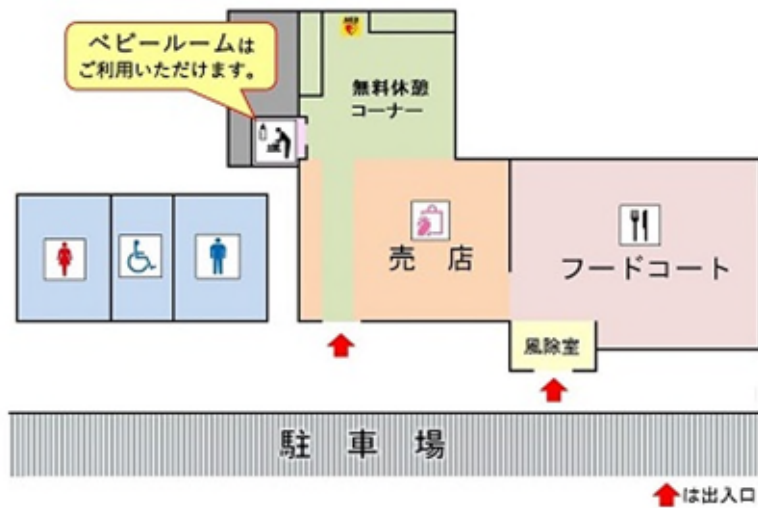 ベビールームは
ご利用いただけます。
AED
無料休憩
コーナー
売店
フードコート
風除室
駐車場
は出入口